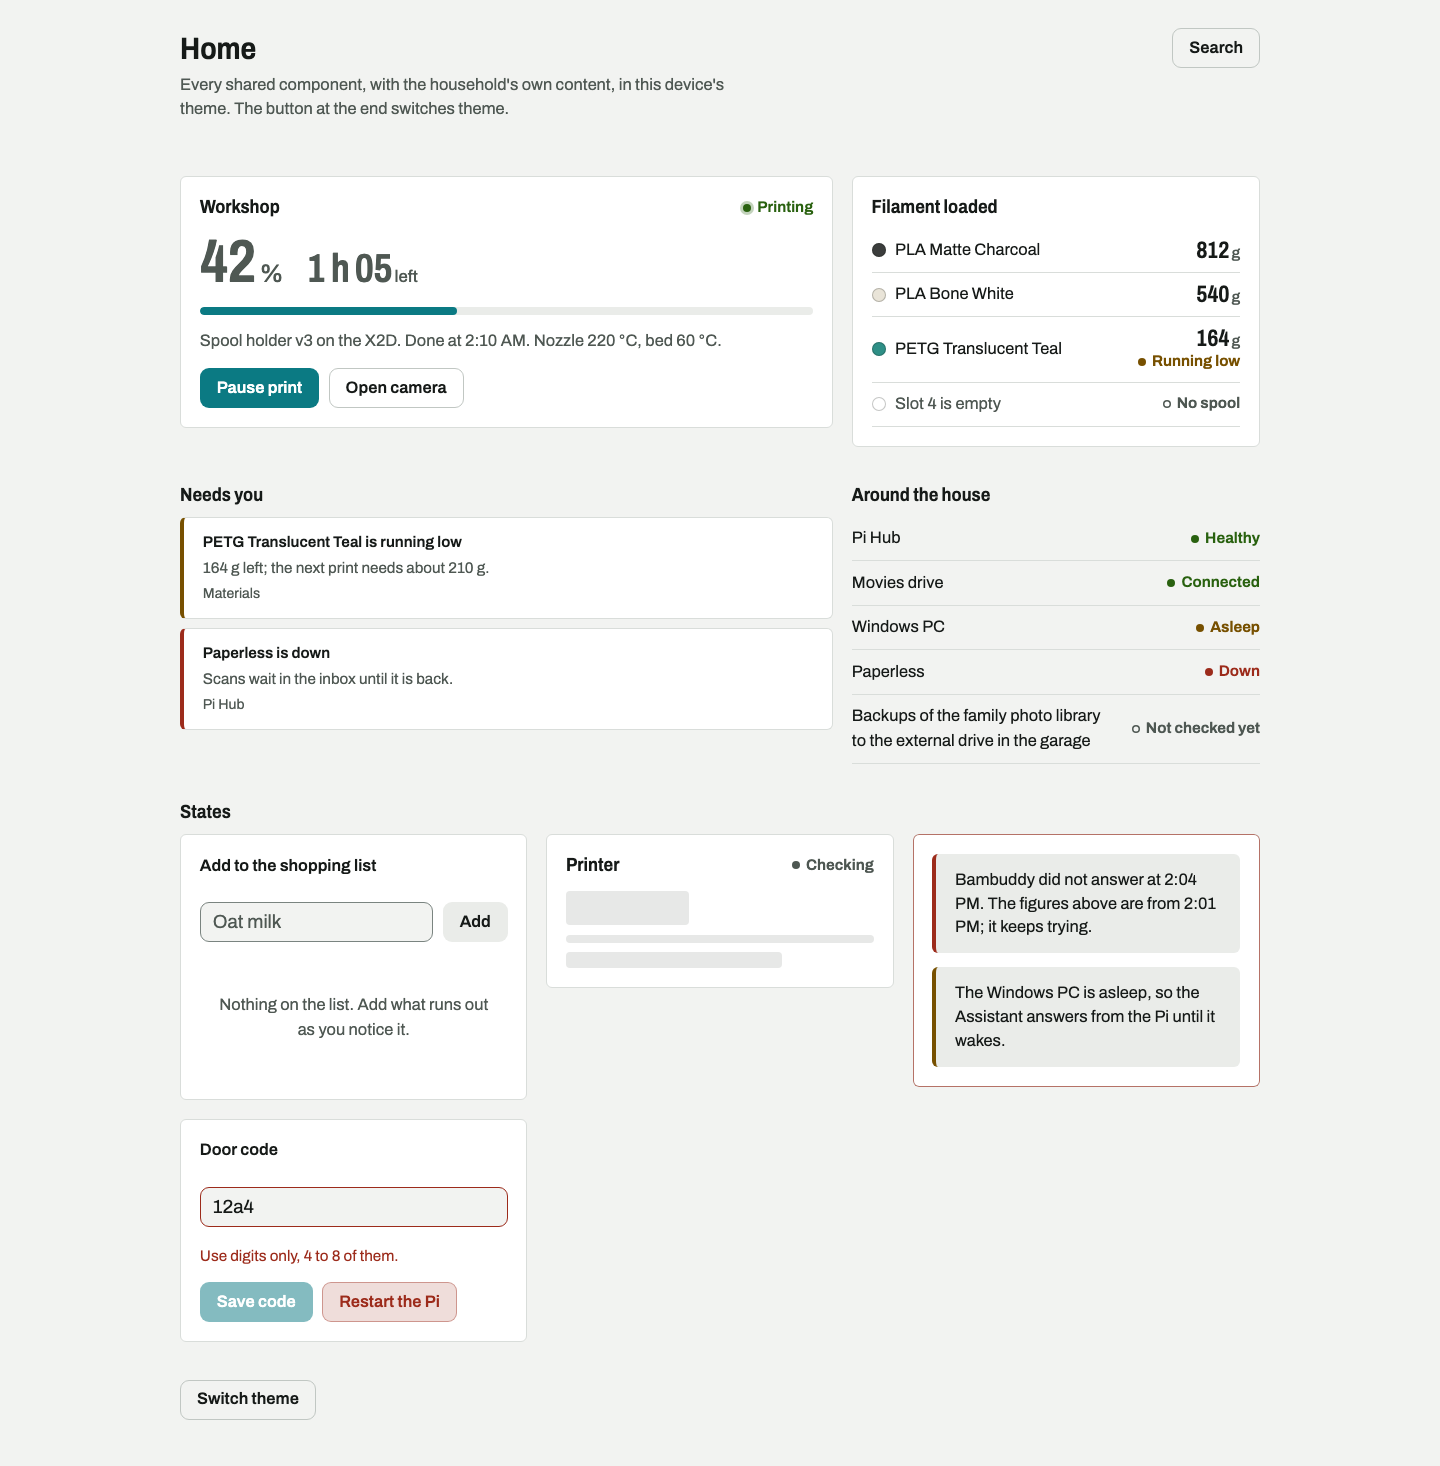 Home
Search
Every shared component, with the household's own content, in this device's
theme. The button at the end switches theme.
Workshop
Printing
42 % 1 h 05 left
Spool holder v3 on the X2D. Done at 2:10 AM. Nozzle 220 °C, bed 60 °C.
Pause print
Open camera
Filament loaded
PLA Matte Charcoal 812 g
PLA Bone White 540 g
PETG Translucent Teal 164 g
Running low
Slot 4 is empty No spool
Needs you
PETG Translucent Teal is running low
164 g left; the next print needs about 210 g.
Materials
Paperless is down
Scans wait in the inbox until it is back.
Pi Hub
Around the house
Pi Hub Healthy
Movies drive Connected
Windows PC Asleep
Paperless Down
Backups of the family photo library
to the external drive in the garage
Not checked yet
States
Add to the shopping list
Oat milk
Add
Nothing on the list. Add what runs out
as you notice it.
Printer
Checking
Bambuddy did not answer at 2:04
PM. The figures above are from 2:01
PM; it keeps trying.
The Windows PC is asleep, so the
Assistant answers from the Pi until it
wakes.
Door code
12a4
Use digits only, 4 to 8 of them.
Save code
Restart the Pi
Switch theme